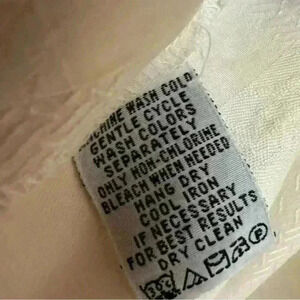 MACHINE WASH COLD
GENTLE CYCLE
WASH COLORS
SEPARATELY
ONLY NON-CHLORINE
BLEACH WHEN NEEDED
HANG DRY
COOL IRON
IF NECESSARY
FOR BEST RESULTS
DRY CLEAN